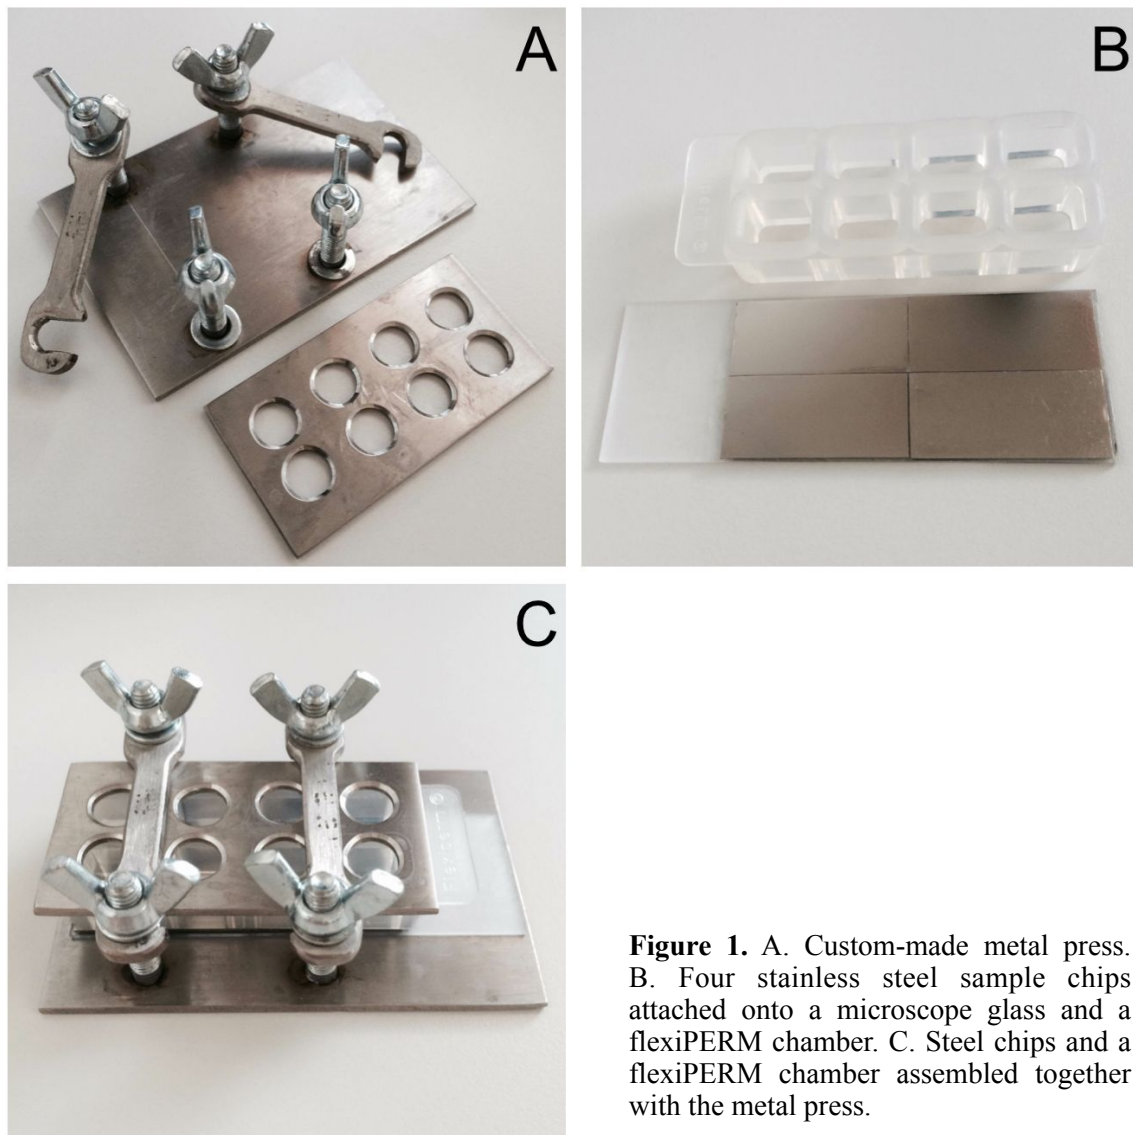 A
B
C
Figure 1. A. Custom-made metal press.
B. Four stainless steel sample chips
attached onto a microscope glass and a
flexiPERM chamber. C. Steel chips and a
flexiPERM chamber assembled together
with the metal press.